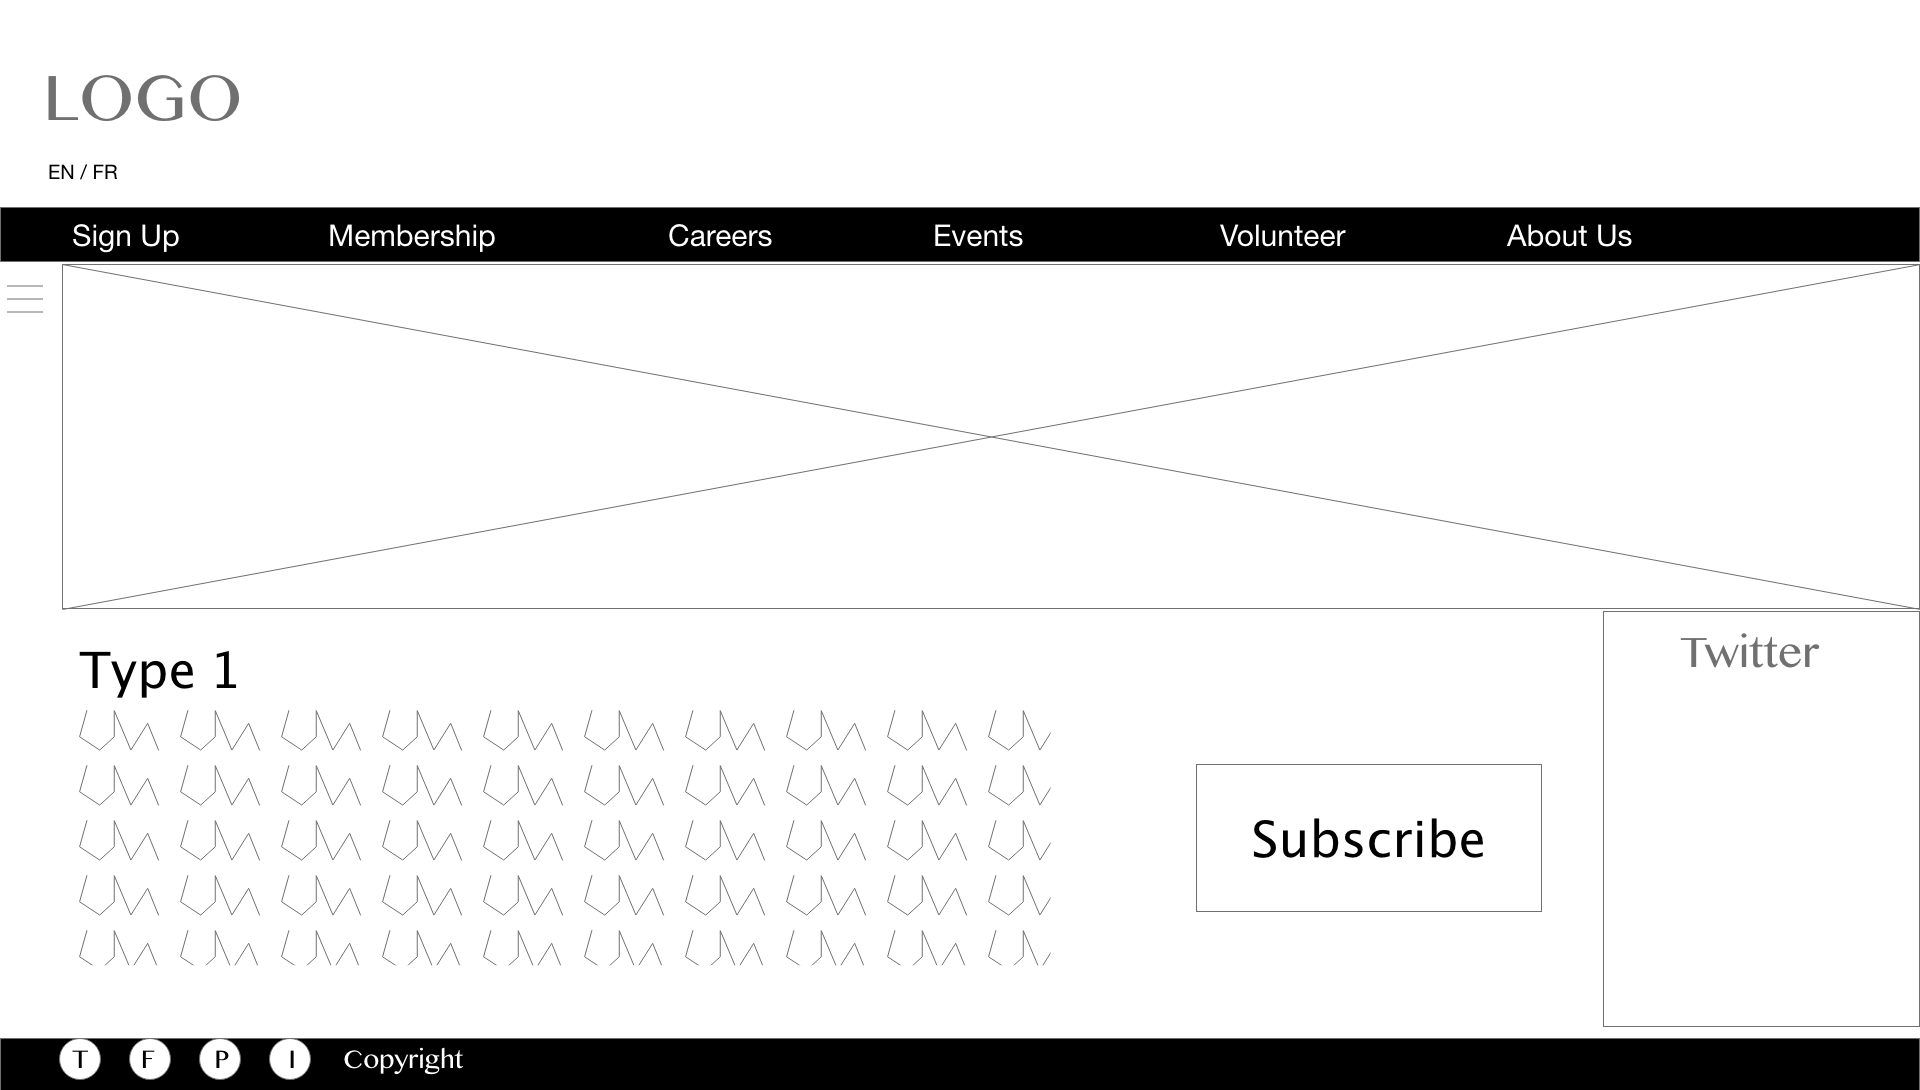 LOGO
EN / FR
Sign Up Membership Careers Events Volunteer About Us
Twitter
Type 1
Subscribe
T F P I Copyright